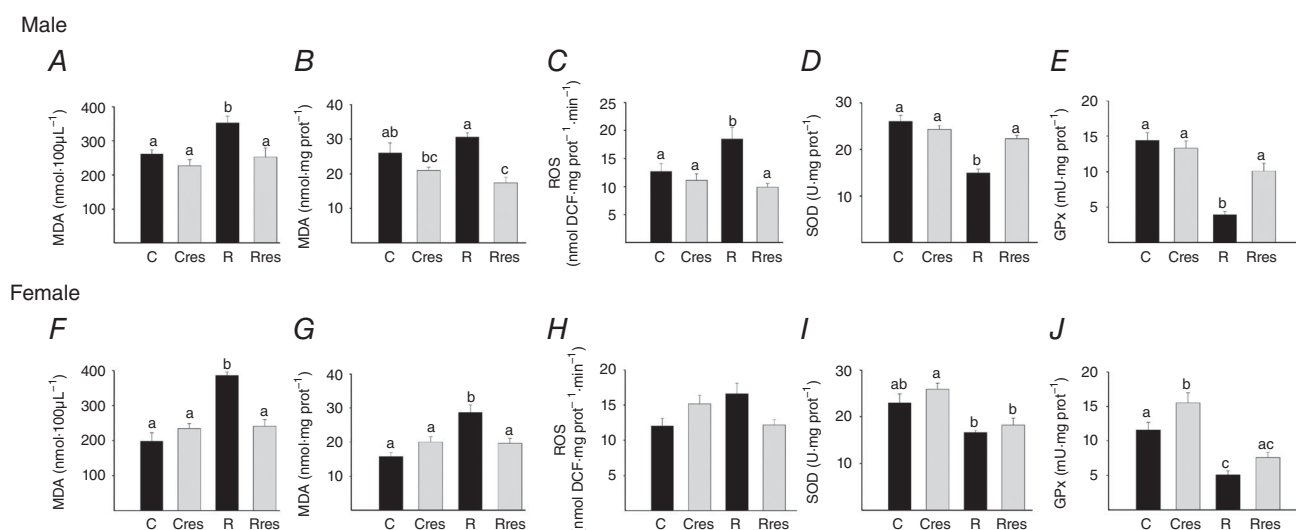 Male
A
MDA (nmol·100µL⁻¹)
400
300
200
100
a
a
b
a
C Cres R Rres
B
MDA (nmol·mg prot⁻¹)
40
30
20
10
ab
bc
a
c
C Cres R Rres
C
ROS
(nmol DCF·mg prot⁻¹·min⁻¹)
25
20
15
10
5
a
a
b
a
C Cres R Rres
D
SOD (U·mg prot⁻¹)
30
20
10
a
a
b
a
C Cres R Rres
E
GPx (mU·mg prot⁻¹)
20
15
10
5
a
a
b
a
C Cres R Rres
Female
F
MDA (nmol·100µL⁻¹)
400
300
200
100
a
a
b
a
C Cres R Rres
G
MDA (nmol·mg prot⁻¹)
40
30
20
10
a
a
b
a
C Cres R Rres
H
ROS
nmol DCF·mg prot⁻¹·min⁻¹)
20
15
10
5
C Cres R Rres
I
SOD (U·mg prot⁻¹)
30
20
10
ab
a
b
b
C Cres R Rres
J
GPx (mU·mg prot⁻¹)
20
15
10
5
a
b
c
ac
C Cres R Rres